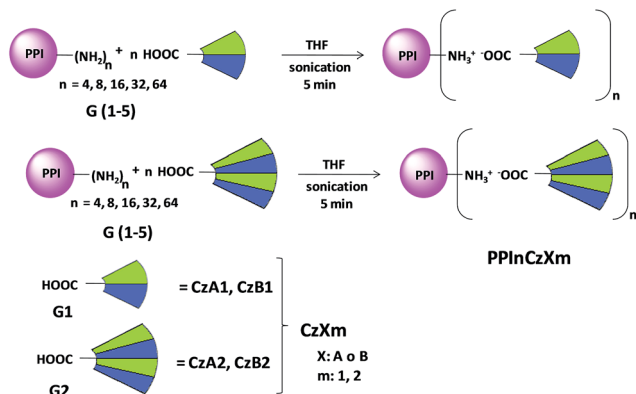 PPI (NH₂)ₙ + n HOOC THF PPI NH₃⁺ ⁻OOC
sonication
5 min
n
n = 4, 8, 16, 32, 64
G (1-5)
PPI (NH₂)ₙ + n HOOC THF PPI NH₃⁺ ⁻OOC
sonication
5 min
n
n = 4, 8, 16, 32, 64
G (1-5)
PPInCzXm
HOOC = CzA1, CzB1
G1
CzXm
X: A o B
m: 1, 2
HOOC = CzA2, CzB2
G2